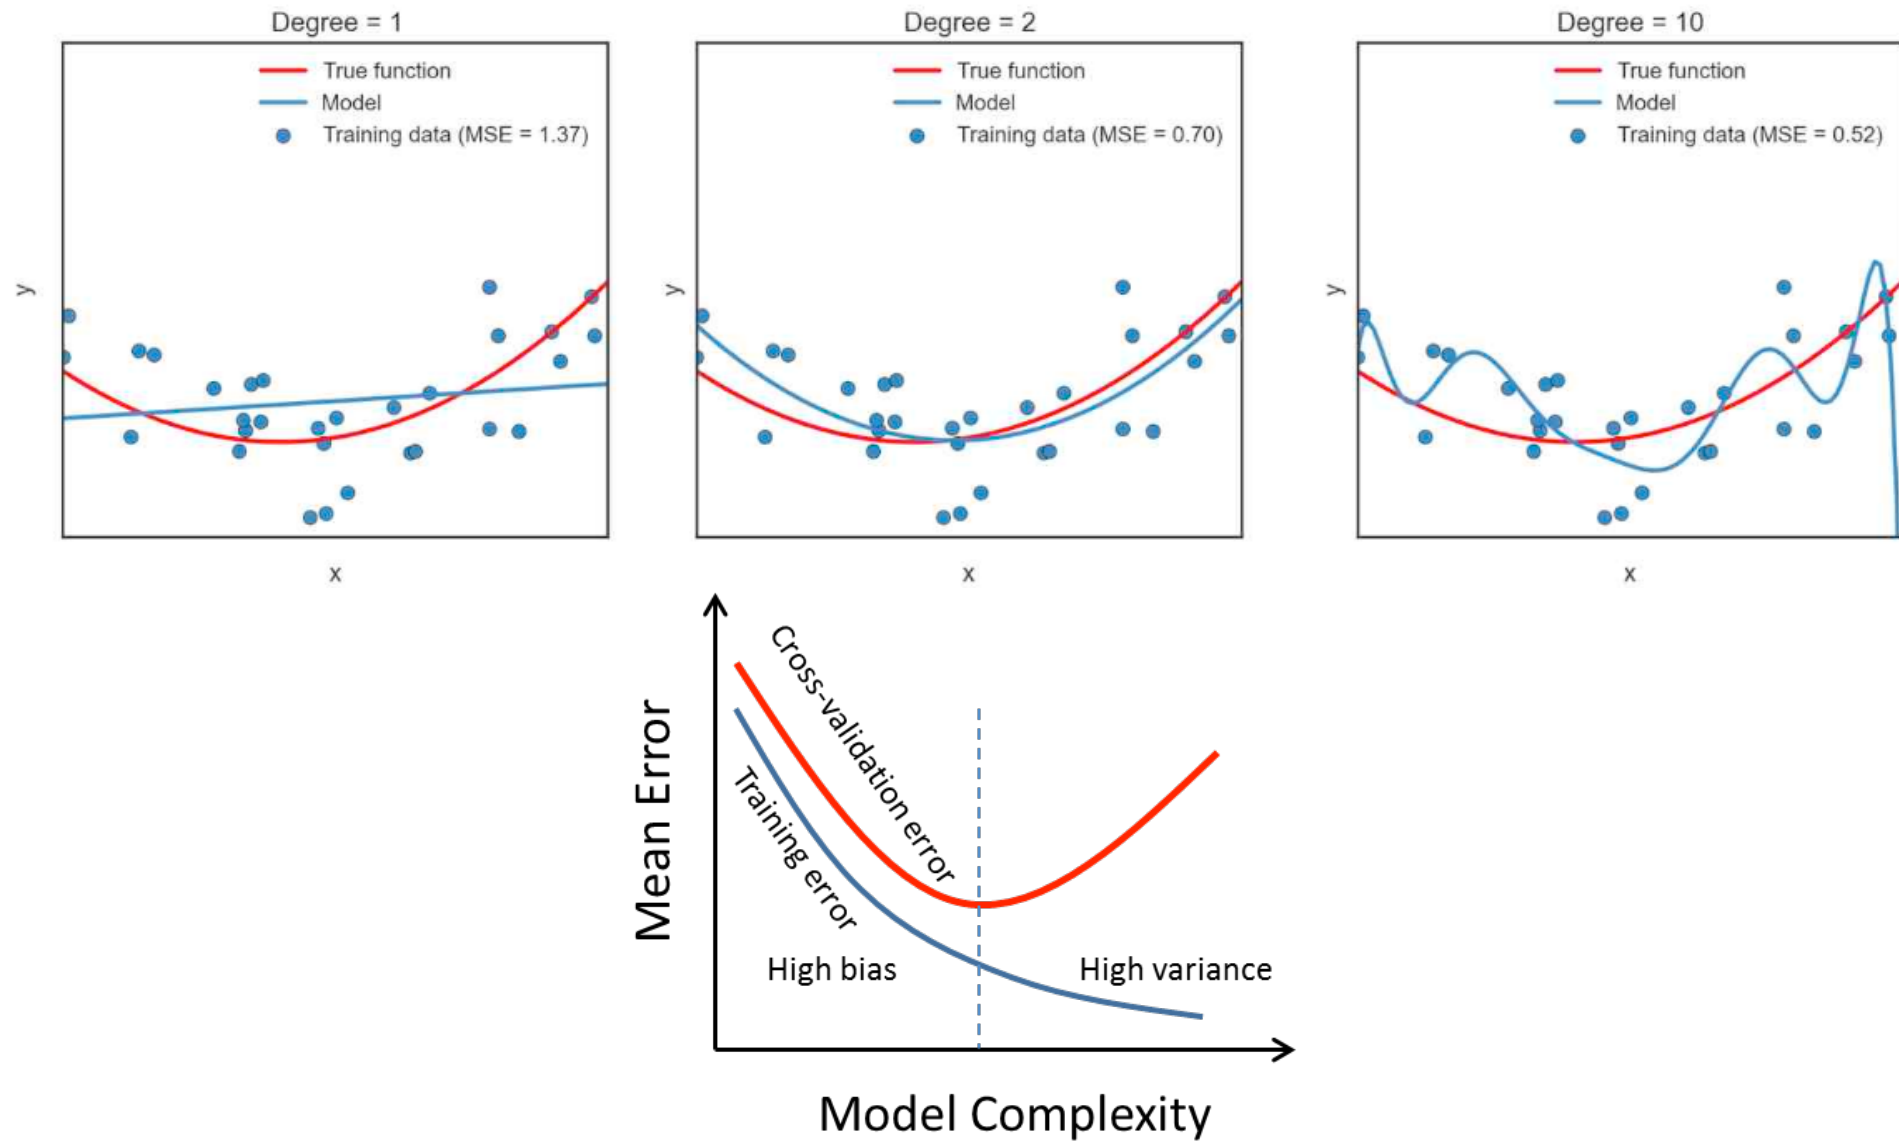 Degree = 1
True function
Model
Training data (MSE = 1.37)
y
x
Degree = 2
True function
Model
Training data (MSE = 0.70)
y
x
Degree = 10
True function
Model
Training data (MSE = 0.52)
y
x
Mean Error
Cross-validation error
Training error
High bias
High variance
Model Complexity